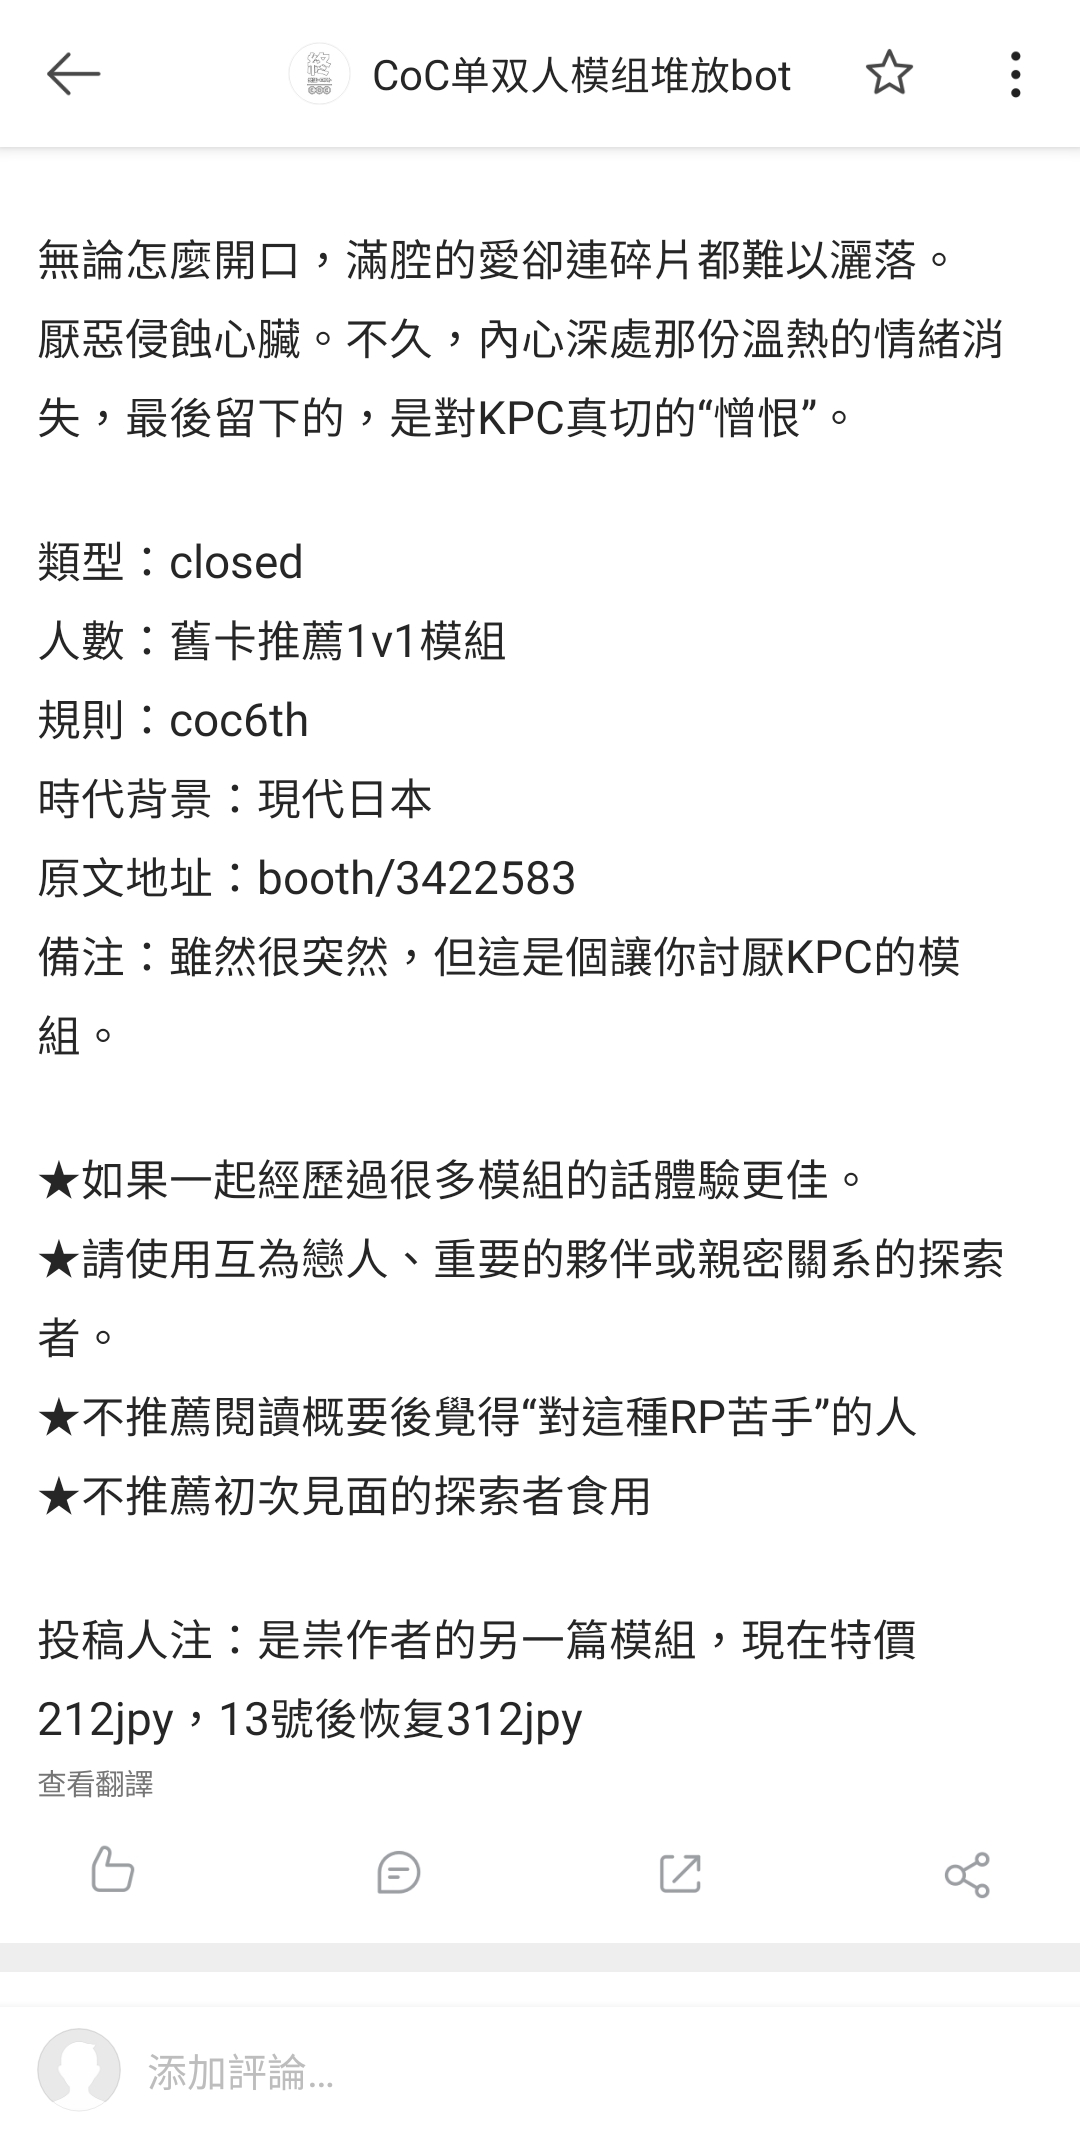 CoC单双人模组堆放bot
無論怎麼開口，滿腔的愛卻連碎片都難以灑落。
厭惡侵蝕心臟。不久，內心深處那份溫熱的情緒消
失，最後留下的，是對KPC真切的“憎恨”。
類型：closed
人數：舊卡推薦1v1模組
規則：coc6th
時代背景：現代日本
原文地址：booth/3422583
備注：雖然很突然，但這是個讓你討厭KPC的模
組。
★如果一起經歷過很多模組的話體驗更佳。
★請使用互為戀人、重要的夥伴或親密關系的探索
者。
★不推薦閱讀概要後覺得“對這種RP苦手”的人
★不推薦初次見面的探索者食用
投稿人注：是祟作者的另一篇模組，現在特價
212jpy，13號後恢复312jpy
查看翻譯
添加評論...